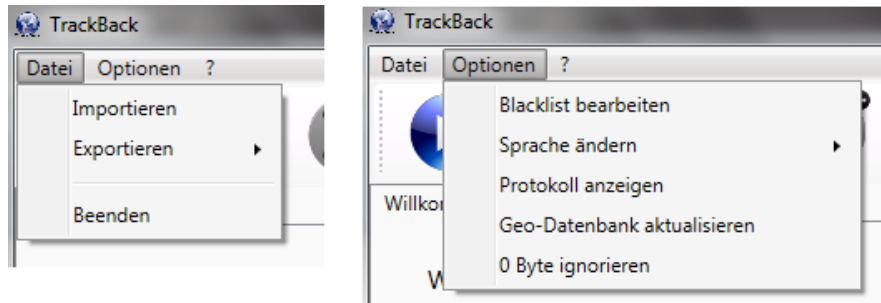 TrackBack
Datei Optionen ?
Importieren
Exportieren
Beenden
TrackBack
Datei Optionen ?
Blacklist bearbeiten
Sprache ändern
Protokoll anzeigen
Willko
Geo-Datenbank aktualisieren
0 Byte ignorieren
W